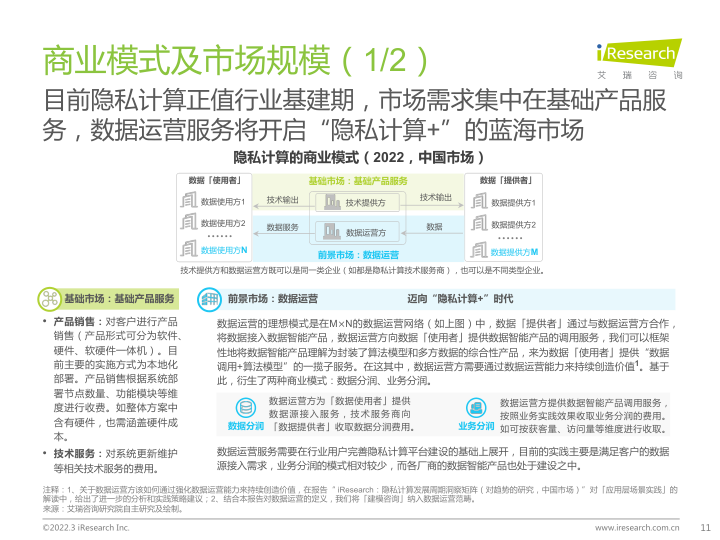 商业模式及市场规模（1/2）
iResearch
艾 瑞 咨 询
目前隐私计算正值行业基建期，市场需求集中在基础产品服
务，数据运营服务将开启“隐私计算+”的蓝海市场
隐私计算的商业模式（2022，中国市场）
数据「使用者」
基础市场：基础产品服务
数据「提供者」
数据使用方1
技术输出
技术提供方
技术输出
数据提供方1
数据使用方2
数据服务
数据运营方
数据
数据提供方2
······
······
数据使用方N
前景市场：数据运营
数据提供方M
技术提供方和数据运营方既可以是同一类企业（如都是隐私计算技术服务商），也可以是不同类型企业。
基础市场：基础产品服务
• 产品销售：对客户进行产品
销售（产品形式可分为软件、
硬件、软硬件一体机）。目
前主要的实施方式为本地化
部署。产品销售根据系统部
署节点数量、功能模块等维
度进行收费。如整体方案中
含有硬件，也需涵盖硬件成
本。
• 技术服务：对系统更新维护
等相关技术服务的费用。
前景市场：数据运营
迈向“隐私计算+”时代
数据运营的理想模式是在M×N的数据运营网络（如上图）中，数据「提供者」通过与数据运营方合作，
将数据接入数据智能产品，数据运营方向数据「使用者」提供数据智能产品的调用服务，我们可以框架
性地将数据智能产品理解为封装了算法模型和多方数据的综合性产品，来为数据「使用者」提供“数据
调用+算法模型”的一揽子服务。在这其中，数据运营方需要通过数据运营能力来持续创造价值1。基于
此，衍生了两种商业模式：数据分润、业务分润。
数据分润
数据运营方为「数据使用者」提供
数据源接入服务，技术服务商向
「数据提供者」收取数据分润费用。
业务分润
数据运营方提供数据智能产品调用服务，
按照业务实践效果收取业务分润的费用。
如可按获客量、访问量等维度进行收取。
数据运营服务需要在行业用户完善隐私计算平台建设的基础上展开，目前的实践主要是满足客户的数据
源接入需求，业务分润的模式相对较少，而各厂商的数据智能产品也处于建设之中。
注释：1、关于数据运营方该如何通过强化数据运营能力来持续创造价值，在报告“ iResearch：隐私计算发展周期洞察矩阵（对趋势的研究，中国市场）”对「应用层场景实践」的
解读中，给出了进一步的分析和实践策略建议；2、结合本报告对数据运营的定义，我们将「建模咨询」纳入数据运营范畴。
来源：艾瑞咨询研究院自主研究及绘制。
©2022.3 iResearch Inc.
www.iresearch.com.cn
11